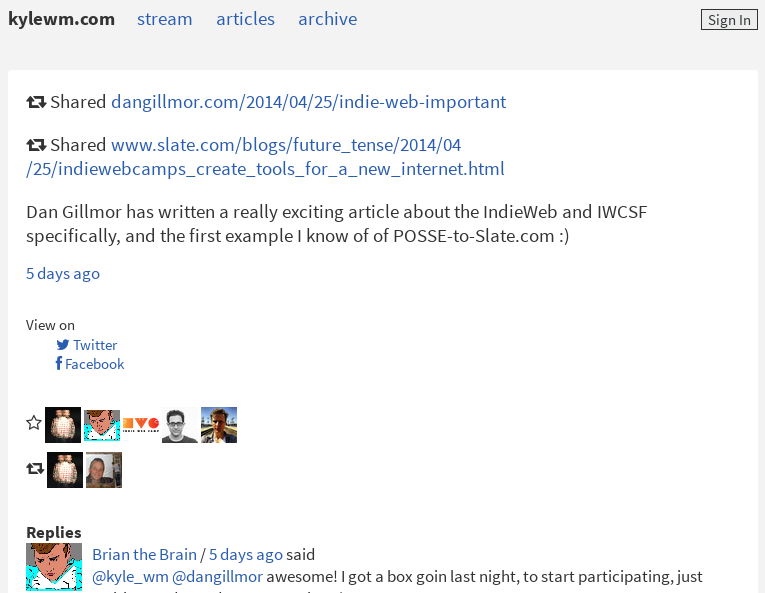 kylewm.com stream articles archive Sign In
Shared dangillmor.com/2014/04/25/indie-web-important
Shared www.slate.com/blogs/future_tense/2014/04
/25/indiewebcamps_create_tools_for_a_new_internet.html
Dan Gillmor has written a really exciting article about the IndieWeb and IWCSF
specifically, and the first example I know of of POSSE-to-Slate.com :)
5 days ago
View on
Twitter
Facebook
INDIE WEB CAMP
Replies
Brian the Brain / 5 days ago said
@kyle_wm @dangillmor awesome! I got a box goin last night, to start participating, just